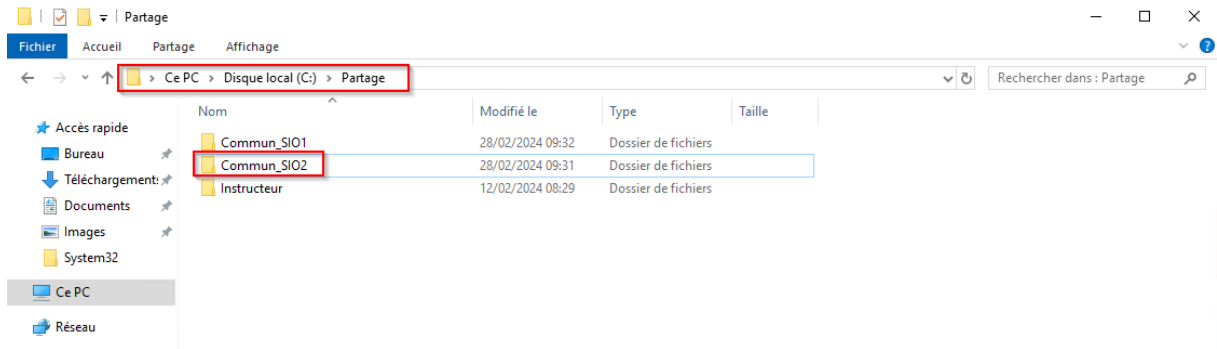 Partage
Fichier Accueil Partage Affichage
Ce PC > Disque local (C:) > Partage Rechercher dans : Partage
Nom Modifié le Type Taille
Accès rapide
Commun_SIO1 28/02/2024 09:32 Dossier de fichiers
Bureau
Commun_SIO2 28/02/2024 09:31 Dossier de fichiers
Téléchargements
Instructeur 12/02/2024 08:29 Dossier de fichiers
Documents
Images
System32
Ce PC
Réseau